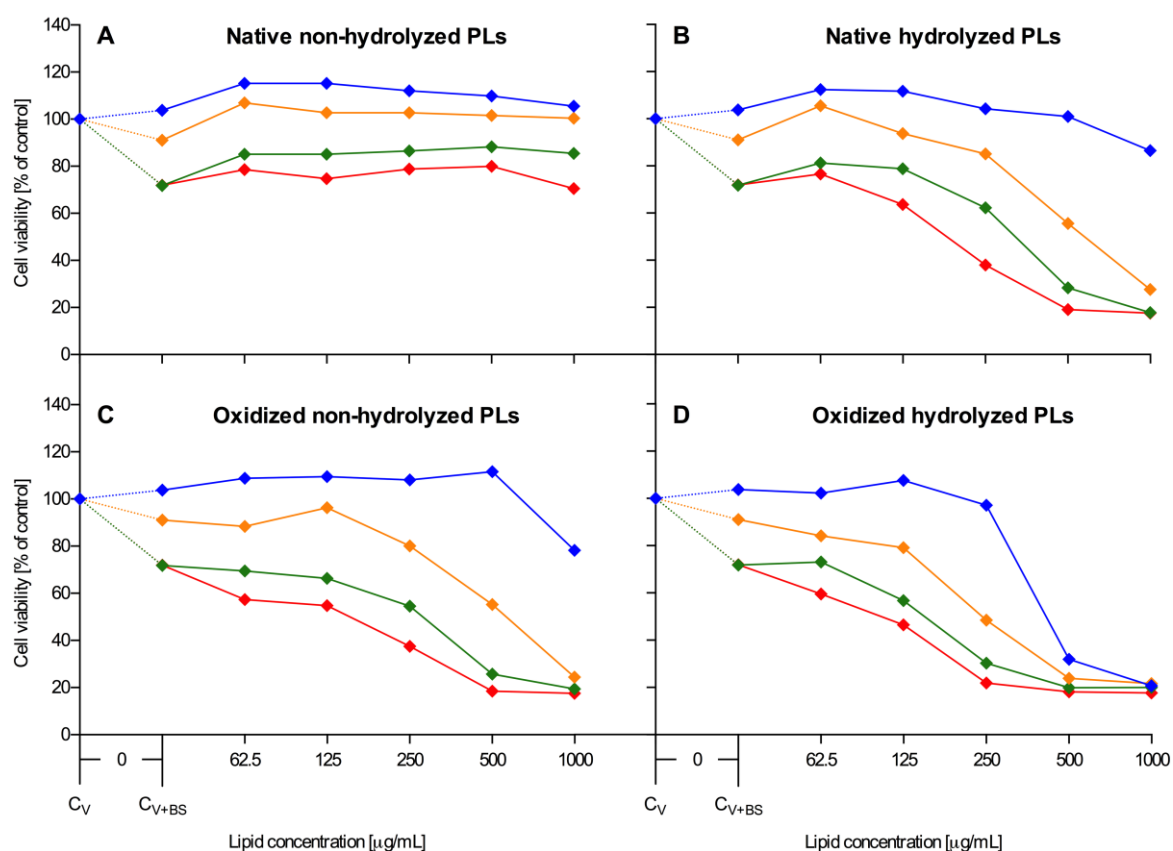 A Native non-hydrolyzed PLs
B Native hydrolyzed PLs
140
120
100
80
60
40
20
0
Cell viability [% of control]
C Oxidized non-hydrolyzed PLs
D Oxidized hydrolyzed PLs
140
120
100
80
60
40
20
0
Cell viability [% of control]
0 62.5 125 250 500 1000
0 62.5 125 250 500 1000
CV CV+BS
CV CV+BS
Lipid concentration [µg/mL]
Lipid concentration [µg/mL]